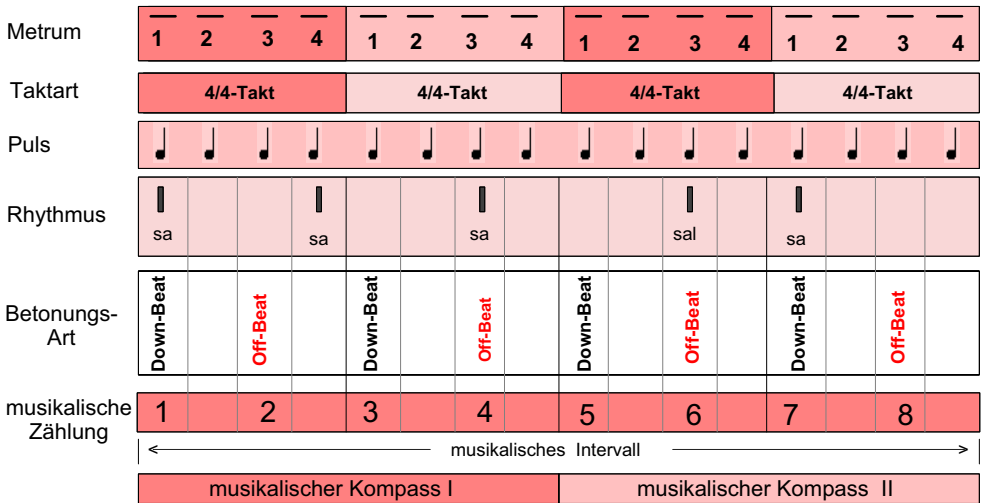 Metrum 1 2 3 4 1 2 3 4 1 2 3 4 1 2 3 4
Taktart 4/4-Takt 4/4-Takt 4/4-Takt 4/4-Takt
Puls
Rhythmus sa sa sa sal sa
Betonungs-
Art
Down-Beat Off-Beat Down-Beat Off-Beat Down-Beat Off-Beat Down-Beat Off-Beat
musikalische
Zählung
1 2 3 4 5 6 7 8
musikalisches Intervall
musikalischer Kompass I musikalischer Kompass II